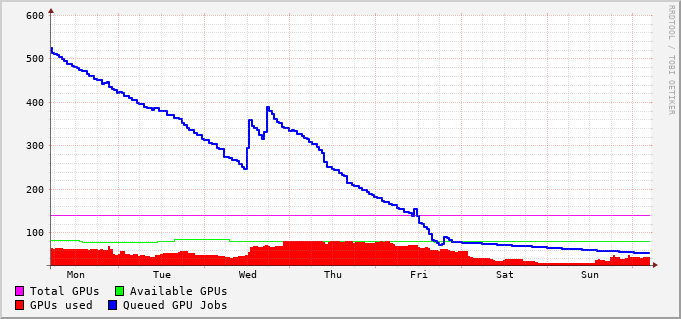 600
500
400
300
200
100
Mon Tue Wed Thu Fri Sat Sun
Total GPUs Available GPUs
GPUs used Queued GPU Jobs
RRDTOOL / TOBI OETIKER